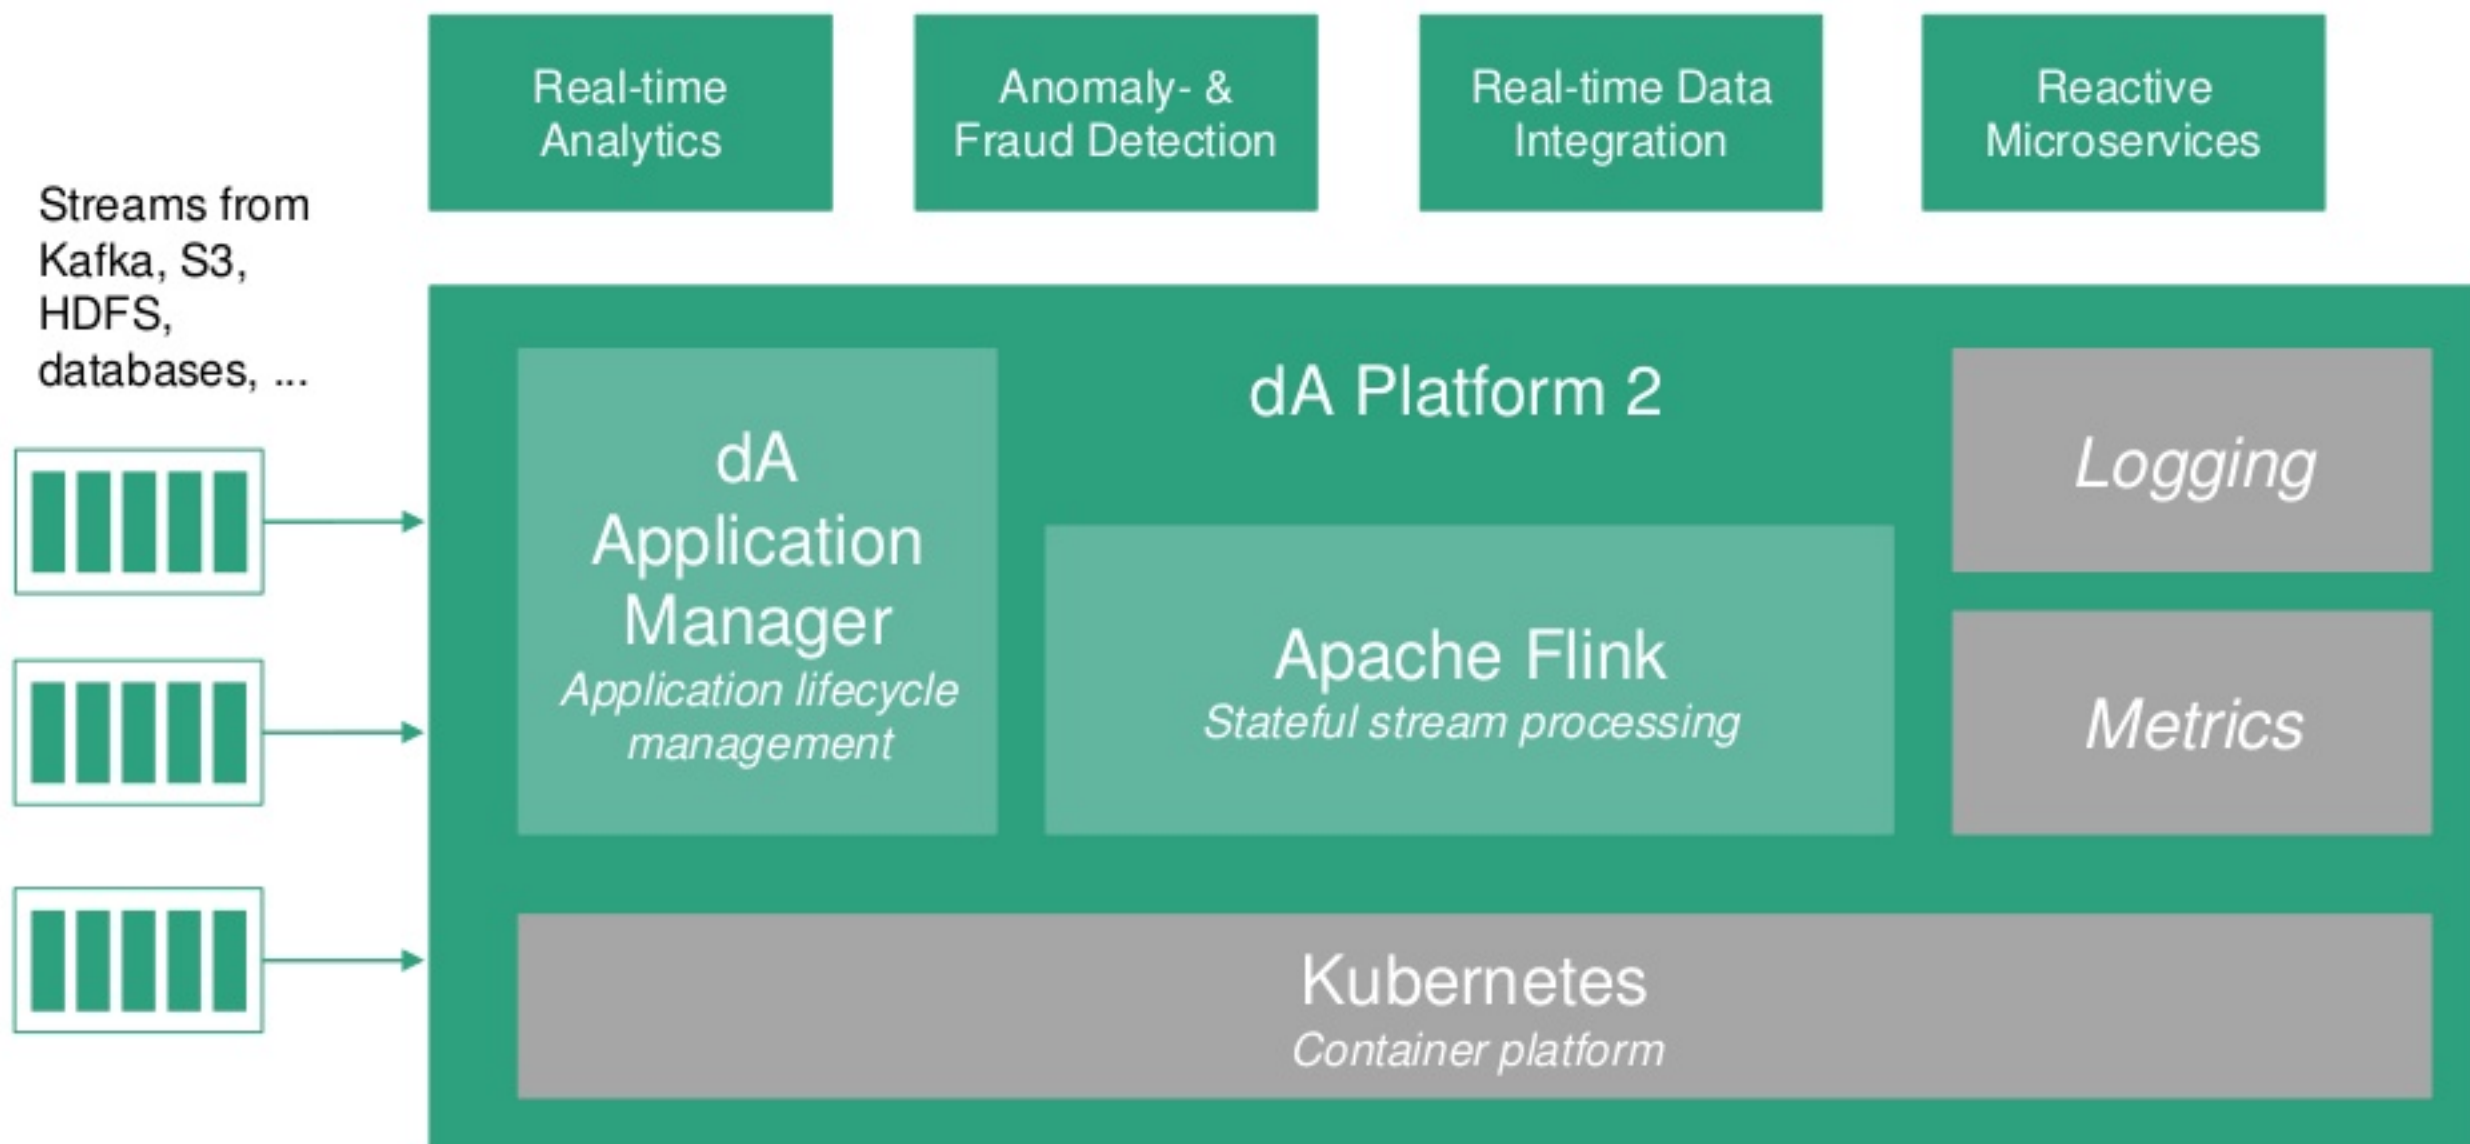 Real-time
Analytics
Anomaly- &
Fraud Detection
Real-time Data
Integration
Reactive
Microservices
Streams from
Kafka, S3,
HDFS,
databases, ...
dA Platform 2
dA
Application
Manager
Application lifecycle
management
Apache Flink
Stateful stream processing
Logging
Metrics
Kubernetes
Container platform